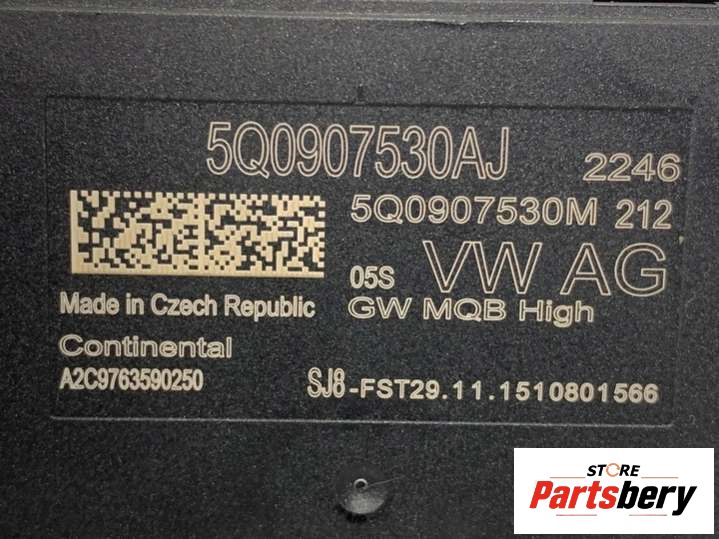 5Q0907530AJ 2246
5Q0907530M 212
05S VW AG
Made in Czech Republic GW MQB High
Continental
A2C9763590250 SJ8-FST29.11.1510801566
STORE
Partsbery